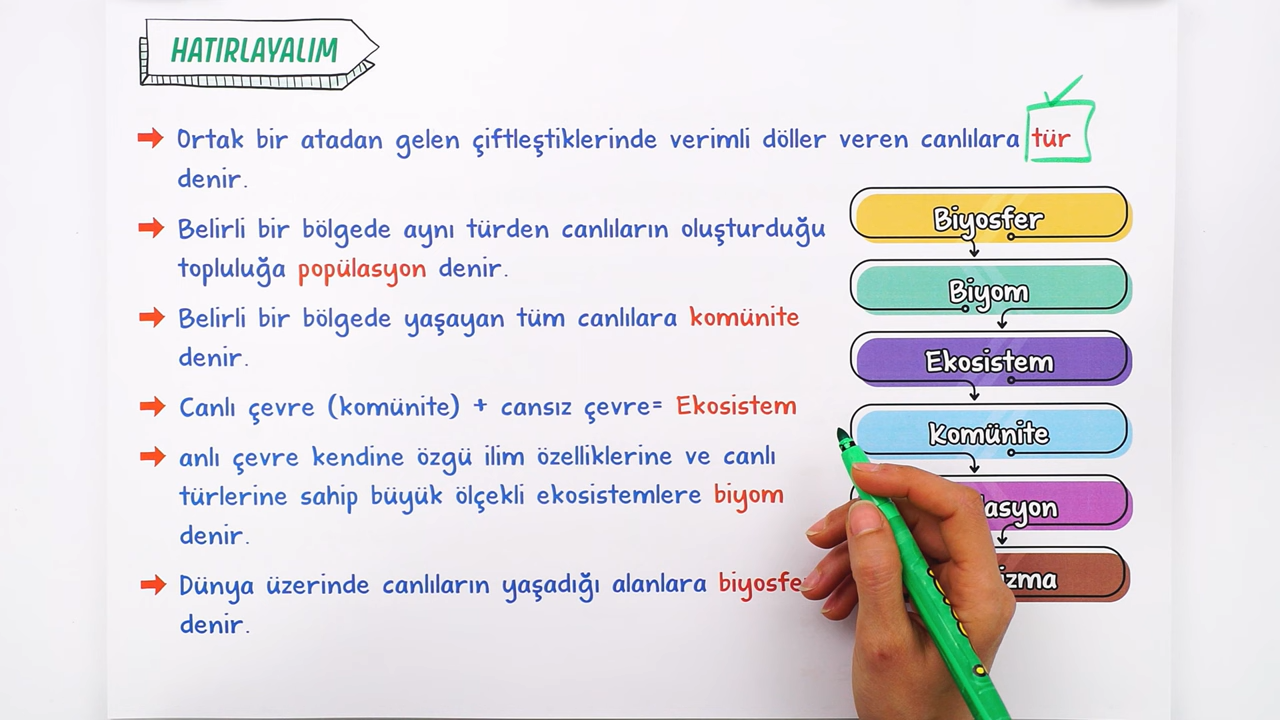 HATIRLAYALIM
Ortak bir atadan gelen çiftleştiklerinde verimli döller veren canlılara tür
denir.
Belirli bir bölgede aynı türden canlıların oluşturduğu
topluluğa popülasyon denir.
Belirli bir bölgede yaşayan tüm canlılara komünite
denir.
Canlı çevre (komünite) + cansız çevre= Ekosistem
anlı çevre kendine özgü ilim özelliklerine ve canlı
türlerine sahip büyük ölçekli ekosistemlere biyom
denir.
Dünya üzerinde canlıların yaşadığı alanlara
denir.
Biyosfer
Biyom
Ekosistem
Komünite